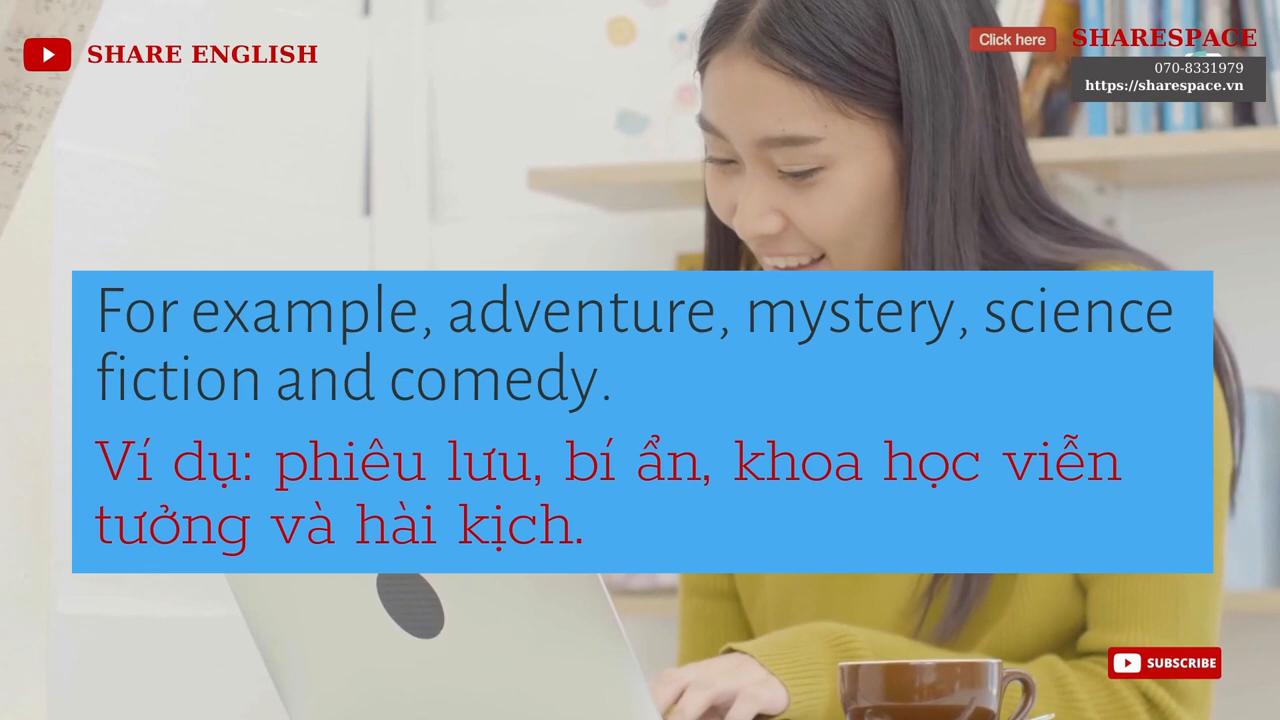 SHARE ENGLISH
Click here
SHARESPACE
070-8331979
https://sharespace.vn
For example, adventure, mystery, science
fiction and comedy.
Ví dụ: phiêu lưu, bí ẩn, khoa học viễn
tưởng và hài kịch.
SUBSCRIBE